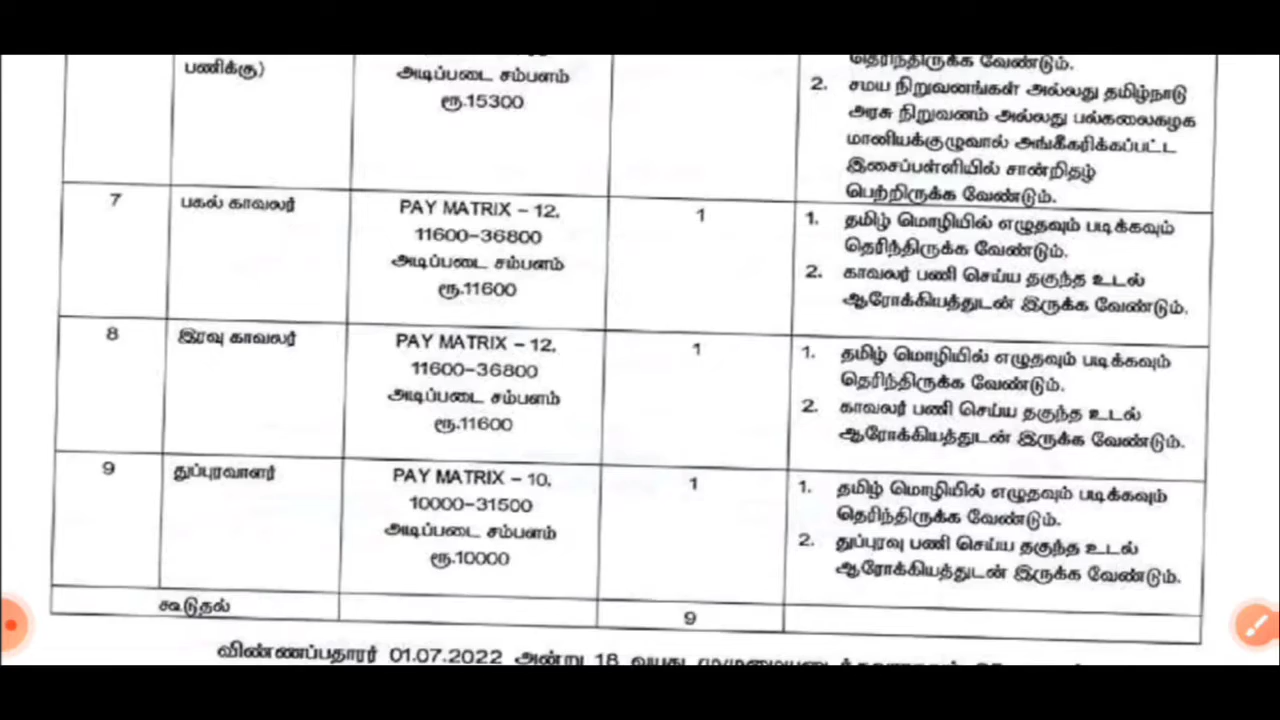 பணிக்கு)
அடிப்படை சம்பளம்
ரூ.15300
தெரிந்திருக்க வேண்டும்.
2. சமய நிறுவனங்கள் அல்லது தமிழ்நாடு
அரசு நிறுவனம் அல்லது பல்கலைகழக
மானியக்குழுவால் அங்கீகரிக்கப்பட்ட
இசைப்பள்ளியில் சான்றிதழ்
பெற்றிருக்க வேண்டும்.
7
பகல் காவலர்
PAY MATRIX – 12,
11600–36800
அடிப்படை சம்பளம்
ரூ.11600
1
1. தமிழ் மொழியில் எழுதவும் படிக்கவும்
தெரிந்திருக்க வேண்டும்.
2. காவலர் பணி செய்ய தகுந்த உடல்
ஆரோக்கியத்துடன் இருக்க வேண்டும்.
8
இரவு காவலர்
PAY MATRIX – 12,
11600–36800
அடிப்படை சம்பளம்
ரூ.11600
1
1. தமிழ் மொழியில் எழுதவும் படிக்கவும்
தெரிந்திருக்க வேண்டும்.
2. காவலர் பணி செய்ய தகுந்த உடல்
ஆரோக்கியத்துடன் இருக்க வேண்டும்.
9
துப்புரவாளர்
PAY MATRIX – 10,
10000–31500
அடிப்படை சம்பளம்
ரூ.10000
1
1. தமிழ் மொழியில் எழுதவும் படிக்கவும்
தெரிந்திருக்க வேண்டும்.
2. துப்புரவு பணி செய்ய தகுந்த உடல்
ஆரோக்கியத்துடன் இருக்க வேண்டும்.
கூடுதல்
9
விண்ணப்பதாரர் 01.07.2022 அன்று 18 வயது